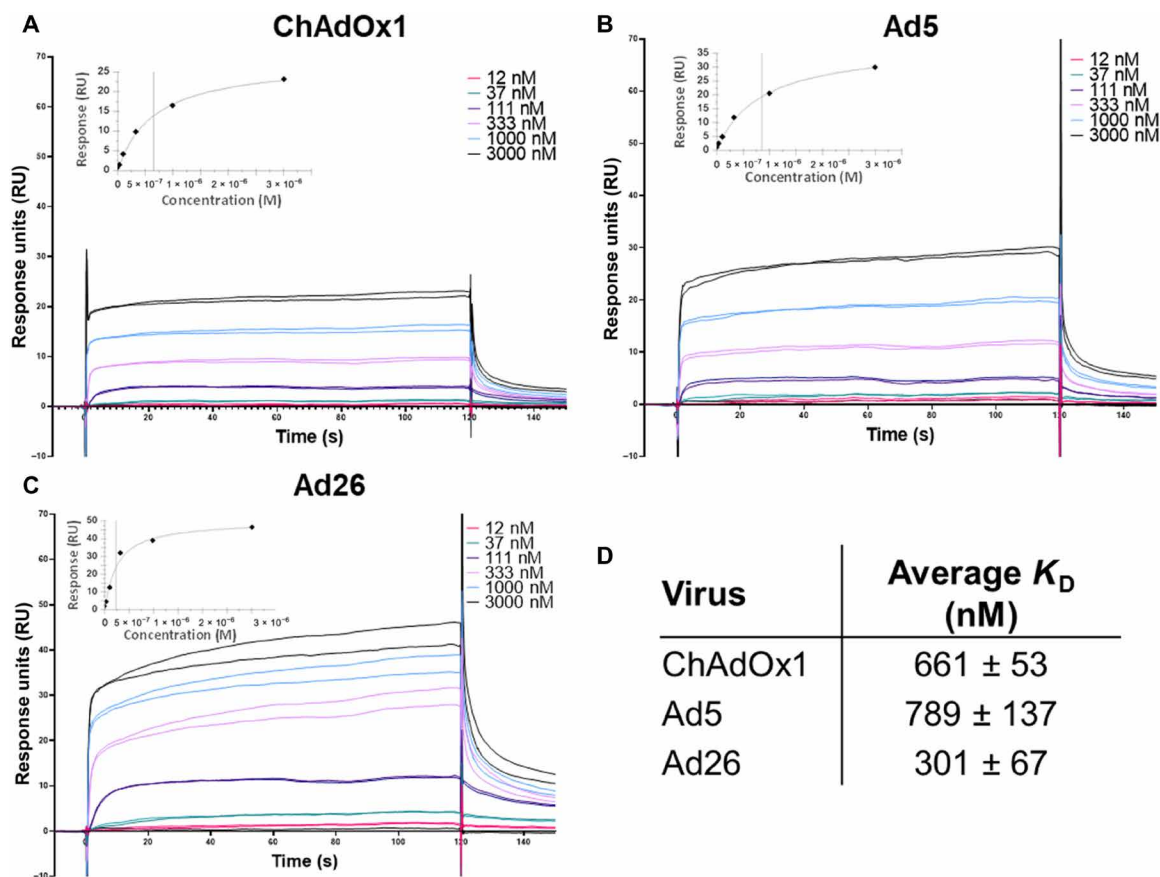 A
ChAdOx1
70
60
50
40
30
20
10
0
−10
Response units (RU)
0 20 40 60 80 100 120 140
Time (s)
25
20
15
10
5
0
Response (RU)
0 5 × 10⁻⁷ 1 × 10⁻⁶ 2 × 10⁻⁶ 3 × 10⁻⁶
Concentration (M)
12 nM
37 nM
111 nM
333 nM
1000 nM
3000 nM
B
Ad5
70
60
50
40
30
20
10
0
−10
Response units (RU)
0 20 40 60 80 100 120 140
Time (s)
35
30
25
20
15
10
5
0
Response (RU)
0 5 × 10⁻⁷ 1 × 10⁻⁶ 2 × 10⁻⁶ 3 × 10⁻⁶
Concentration (M)
12 nM
37 nM
111 nM
333 nM
1000 nM
3000 nM
C
Ad26
70
60
50
40
30
20
10
0
−10
Response units (RU)
0 20 40 60 80 100 120 140
Time (s)
50
40
30
20
10
0
Response (RU)
0 5 × 10⁻⁷ 1 × 10⁻⁶ 2 × 10⁻⁶ 3 × 10⁻⁶
Concentration (M)
12 nM
37 nM
111 nM
333 nM
1000 nM
3000 nM
D
Virus
Average KD
(nM)
ChAdOx1 661 ± 53
Ad5 789 ± 137
Ad26 301 ± 67